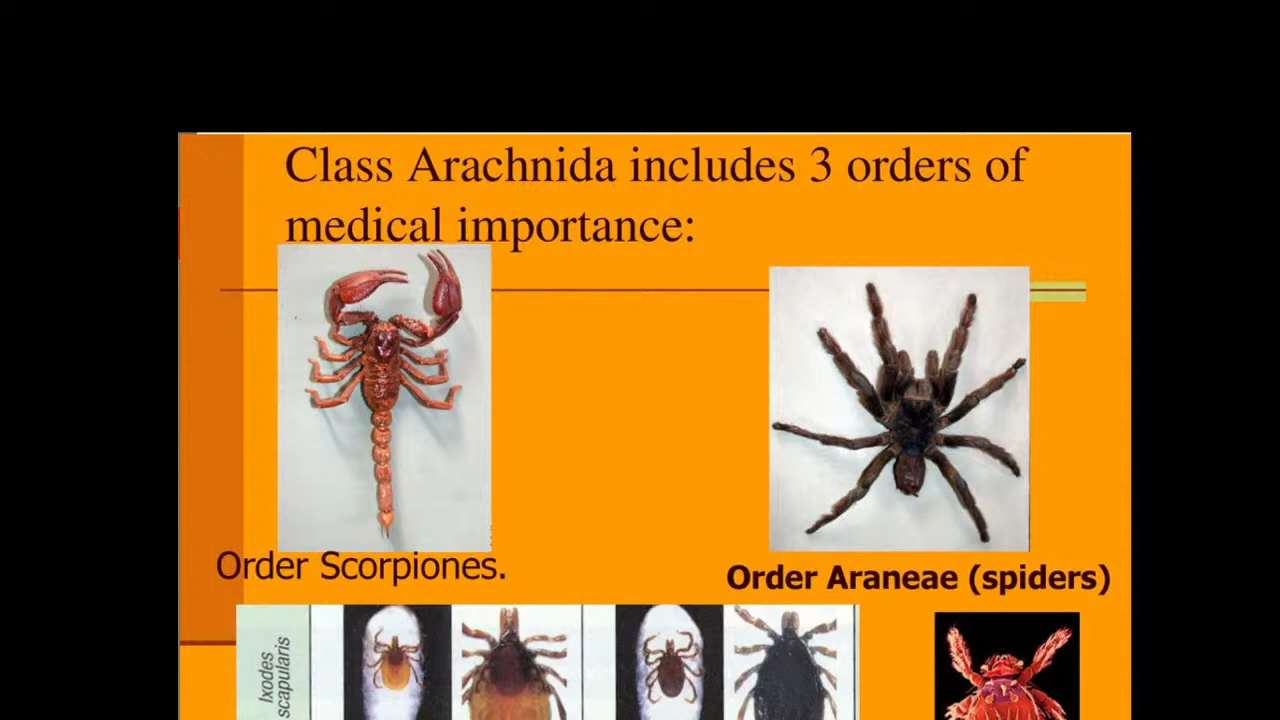 Class Arachnida includes 3 orders of
medical importance:
Order Scorpiones.
Order Araneae (spiders)
Ixodes
scapularis